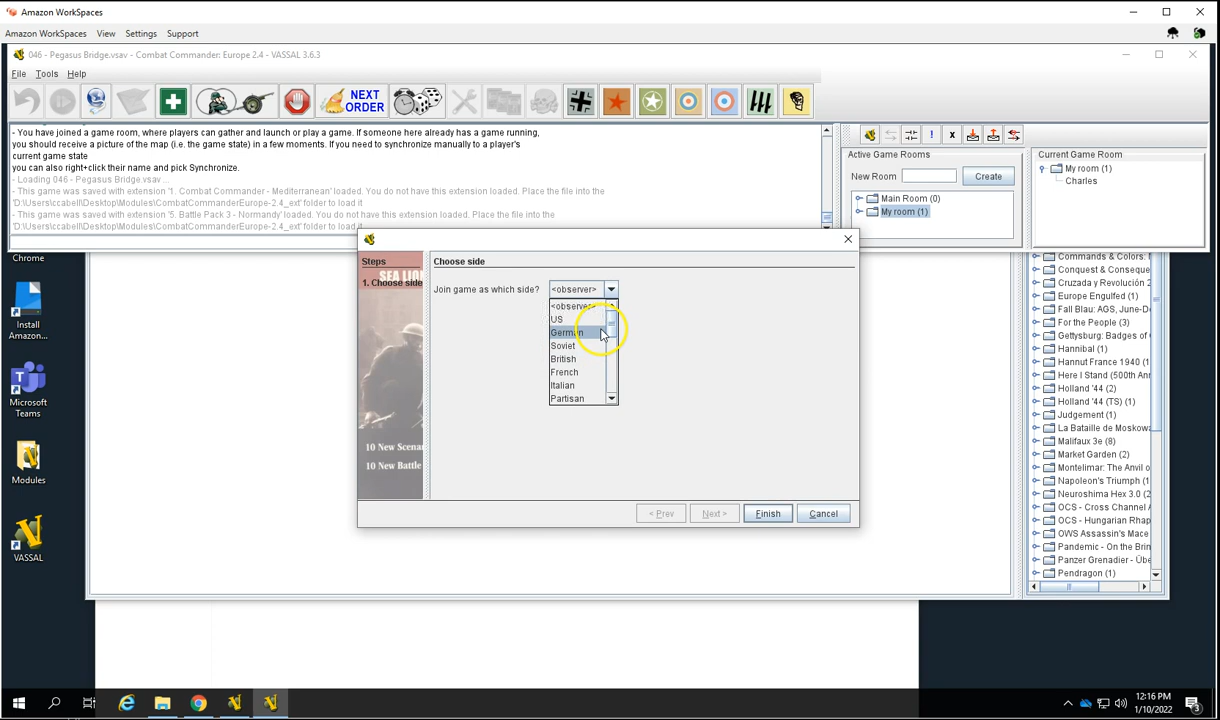 Amazon WorkSpaces
Amazon WorkSpaces View Settings Support
046 - Pegasus Bridge.vsav - Combat Commander: Europe 2.4 - VASSAL 3.6.3
File Tools Help
NEXT ORDER
- You have joined a game room, where players can gather and launch or play a game. If someone here already has a game running,
you should receive a picture of the map (i.e. the game state) in a few moments. If you need to synchronize manually to a player's
current game state
you can also right+click their name and pick Synchronize.
- Loading 046 - Pegasus Bridge.vsav ...
- This game was saved with extension '1. Combat Commander - Mediterranean' loaded. You do not have this extension loaded. Place the file into the
'D:\Users\ccabell\Desktop\Modules\CombatCommanderEurope-2.4_ext' folder to load it
- This game was saved with extension '5. Battle Pack 3 - Normandy' loaded. You do not have this extension loaded. Place the file into the
'D:\Users\ccabell\Desktop\Modules\CombatCommanderEurope-2.4_ext' folder to load it
Active Game Rooms
New Room Create
Main Room (0)
My room (1)
Current Game Room
My room (1)
Charles
Steps
SEA LION
1. Choose side
10 New Scena
10 New Battle
Choose side
Join game as which side? <observer>
<observer>
US
German
Soviet
British
French
Italian
Partisan
< Prev Next > Finish Cancel
Commands & Colors:
Conquest & Conseque
Cruzada y Revolución
Europe Engulfed (1)
Fall Blau: AGS, June-D
For the People (3)
Gettysburg: Badges of
Hannibal (1)
Hannut France 1940 (1
Here I Stand (500th An
Holland '44 (2)
Holland '44 (TS) (1)
Judgement (1)
La Bataille de Moskow
Malifaux 3e (8)
Market Garden (2)
Montelimar: The Anvil o
Napoleon's Triumph (1
Neuroshima Hex 3.0 (2
OCS - Cross Channel
OCS - Hungarian Rhap
OWS Assassin's Mace
Pandemic - On the Brin
Panzer Grenadier - Übe
Pendragon (1)
Chrome
Install
Amazon...
Microsoft
Teams
Modules
VASSAL
12:16 PM
1/10/2022
3